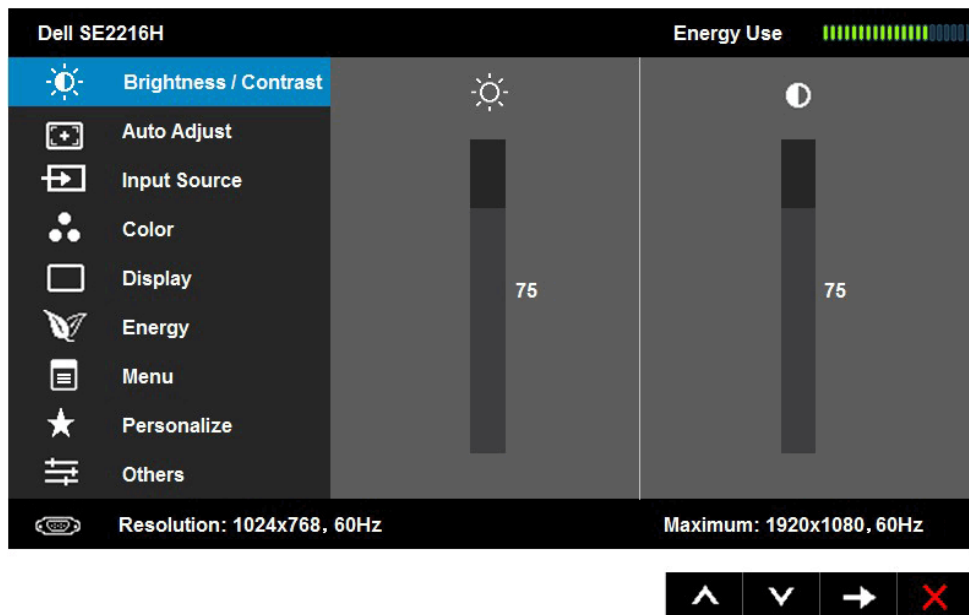 Dell SE2216H Energy Use
Brightness / Contrast
Auto Adjust
Input Source
Color
Display
75 75
Energy
Menu
Personalize
Others
Resolution: 1024x768, 60Hz Maximum: 1920x1080, 60Hz